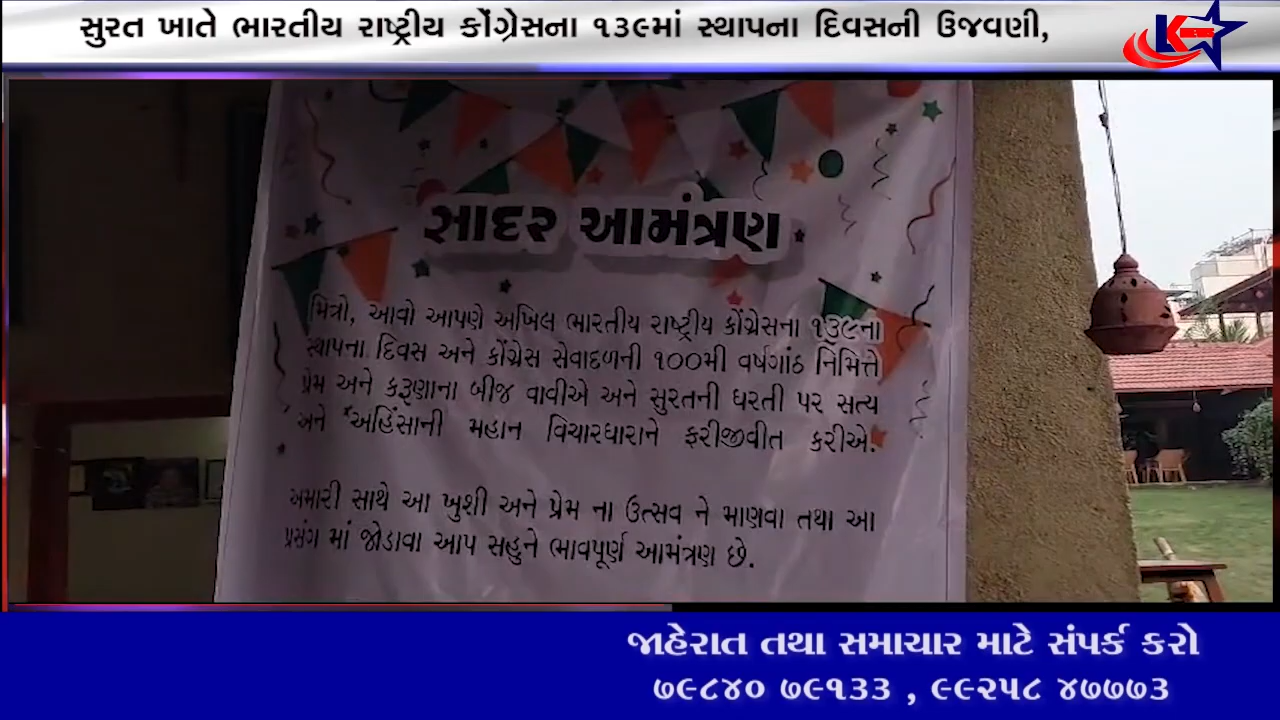 સુરત ખાતે ભારતીય રાષ્ટ્રીય કોંગ્રેસના ૧૩૯માં સ્થાપના દિવસની ઉજવણી,
સાદર આમંત્રણ
મિત્રો, આવો આપણે અખિલ ભારતીય રાષ્ટ્રીય કોંગ્રેસના ૧૩૯ના
સ્થાપના દિવસ અને કોંગ્રેસ સેવાદળની ૧૦૦મી વર્ષગાંઠ નિમિત્તે
પ્રેમ અને કરૂણાના બીજ વાવીએ અને સુરતની ધરતી પર સત્ય
અને અહિંસાની મહાન વિચારધારાને ફરીજીવીત કરીએ.
અમારી સાથે આ ખુશી અને પ્રેમ ના ઉત્સવ ને માણવા તથા આ
પ્રસંગ માં જોડાવા આપ સહુને ભાવપૂર્ણ આમંત્રણ છે.
જાહેરાત તથા સમાચાર માટે સંપર્ક કરો
૭૯૮૪૦ ૭૯૧૩૩ , ૯૯૨૫૮ ૪૭૭૭૩